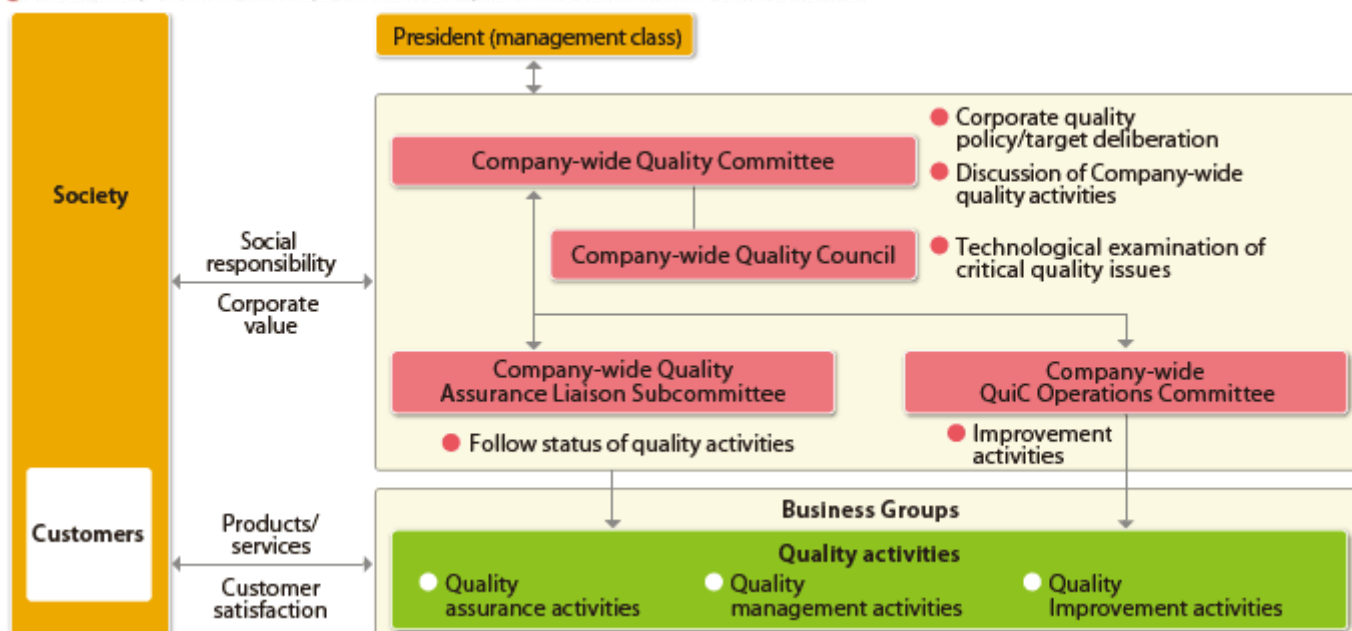 President (management class)
Society
Company-wide Quality Committee
Corporate quality
policy/target deliberation
Discussion of Company-wide
quality activities
Company-wide Quality Council
Technological examination of
critical quality issues
Social
responsibility
Corporate
value
Company-wide Quality
Assurance Liaison Subcommittee
Company-wide
QuiC Operations Committee
Follow status of quality activities
Improvement
activities
Customers
Products/
services
Customer
satisfaction
Business Groups
Quality activities
Quality
assurance activities
Quality
management activities
Quality
Improvement activities